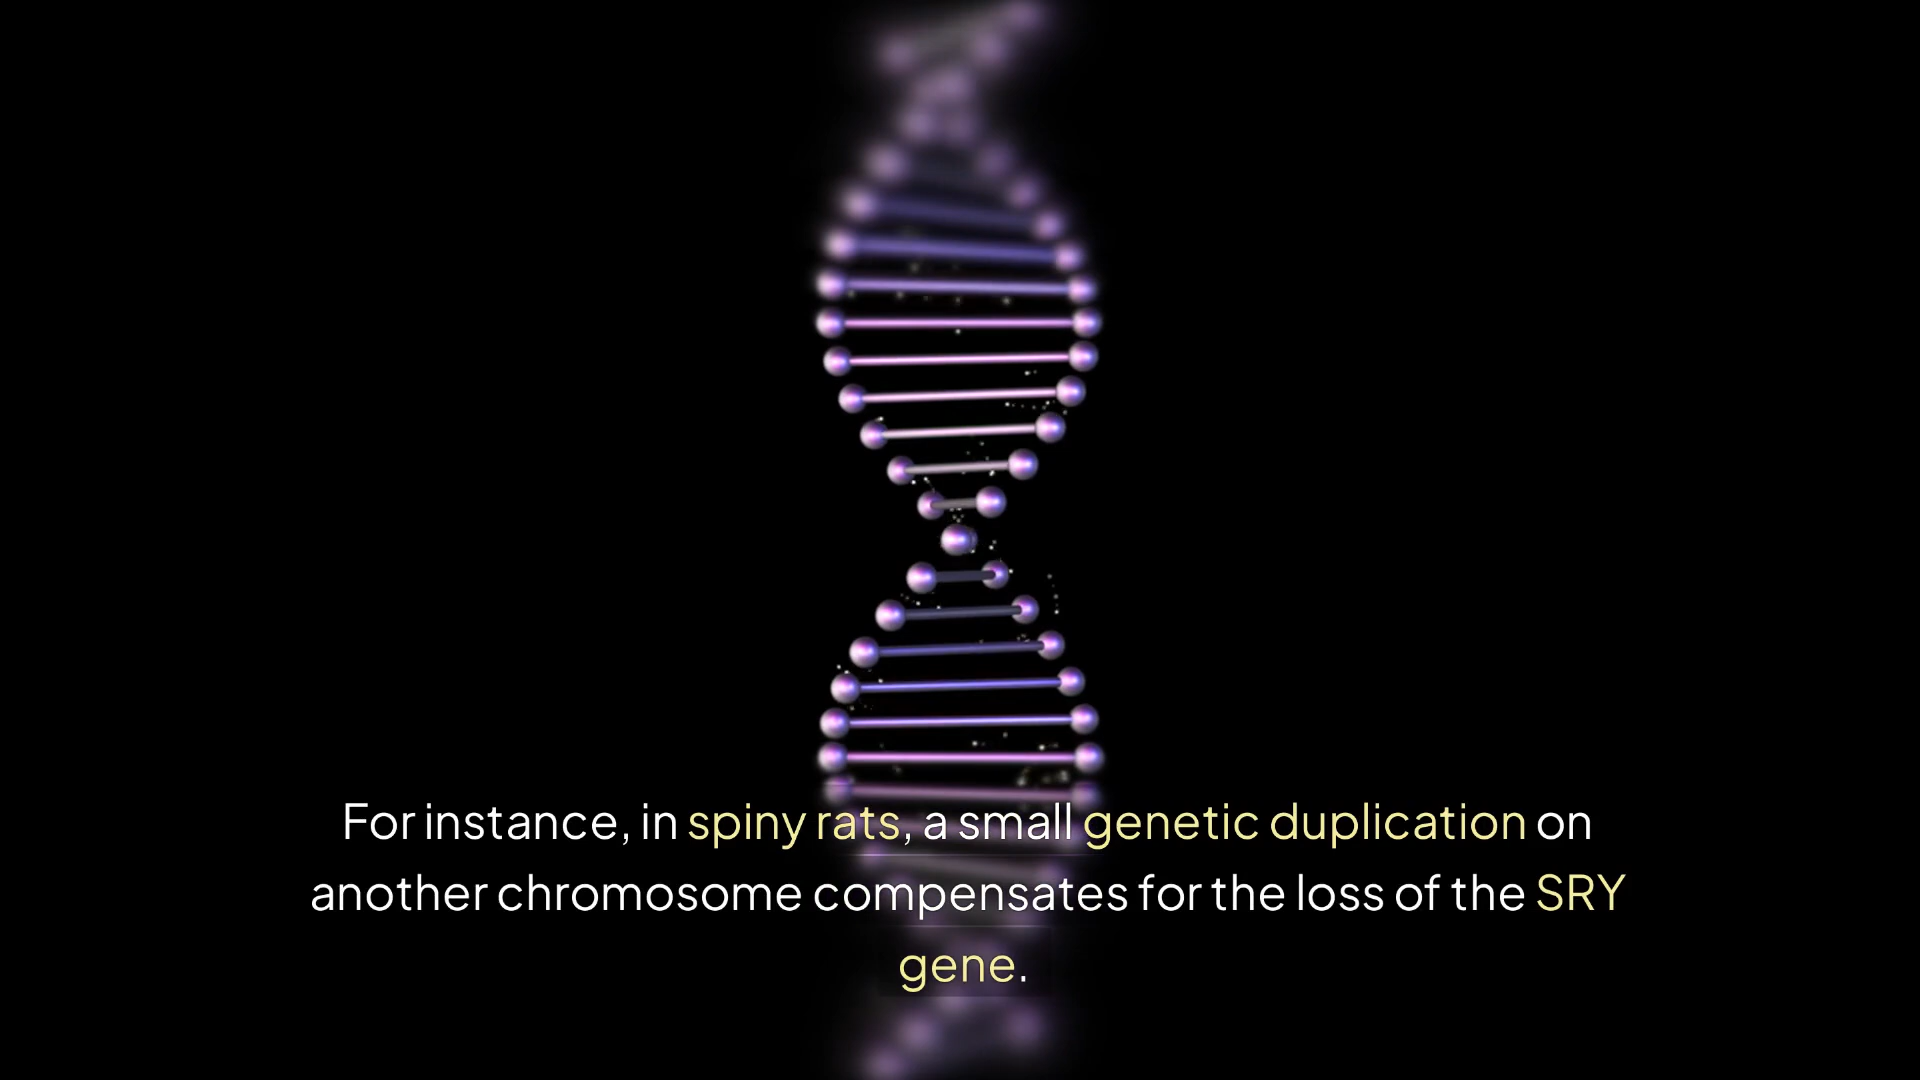 For instance, in spiny rats, a small genetic duplication on
another chromosome compensates for the loss of the SRY
gene.